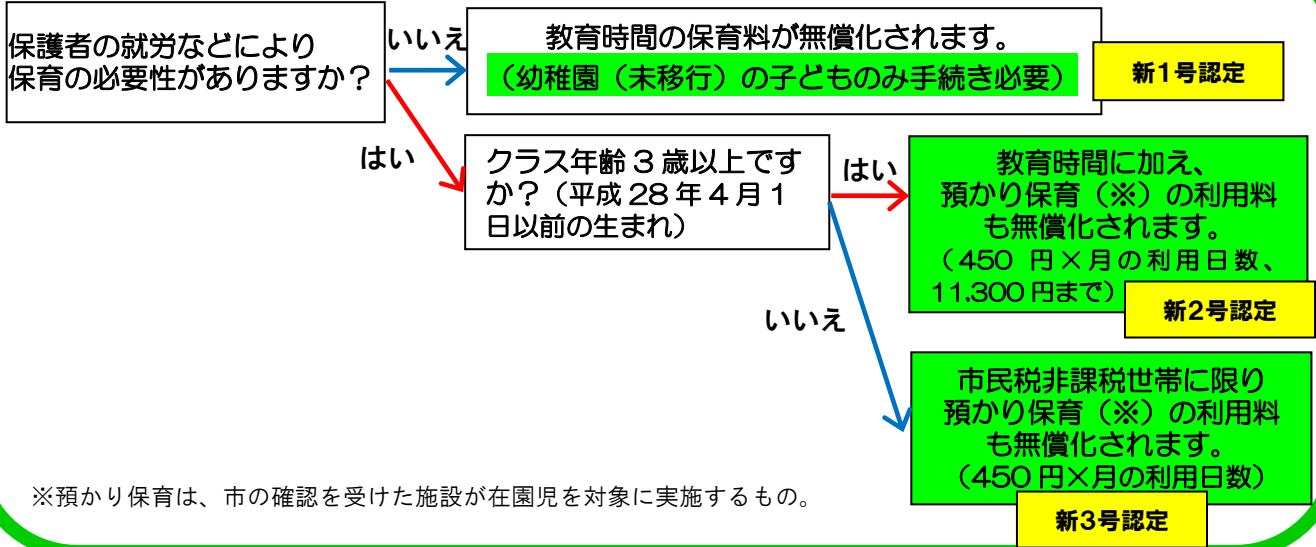 保護者の就労などにより
保育の必要性がありますか？
いいえ
教育時間の保育料が無償化されます。
（幼稚園（未移行）の子どものみ手続き必要）
新1号認定
はい
クラス年齢３歳以上です
か？（平成28年４月１
日以前の生まれ）
はい
教育時間に加え、
預かり保育（※）の利用料
も無償化されます。
（450 円×月の利用日数、
11,300円まで）
新2号認定
いいえ
市民税非課税世帯に限り
預かり保育（※）の利用料
も無償化されます。
（450円×月の利用日数）
新3号認定
※預かり保育は、市の確認を受けた施設が在園児を対象に実施するもの。